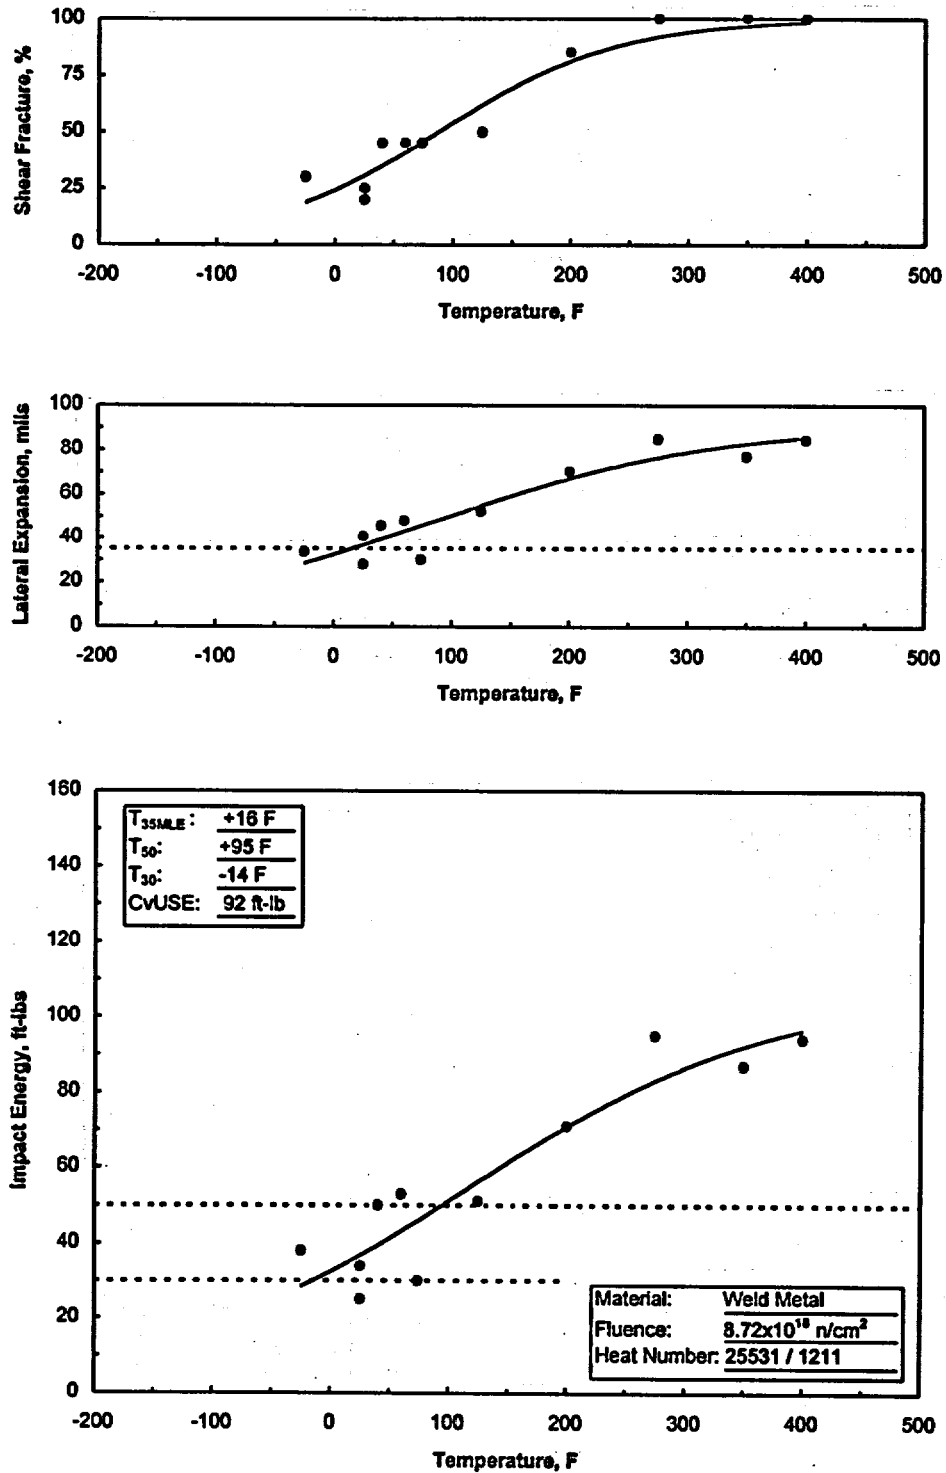 100
75
50
25
0
Shear Fracture, %
-200 -100 0 100 200 300 400 500
Temperature, F
100
80
60
40
20
0
Lateral Expansion, mils
-200 -100 0 100 200 300 400 500
Temperature, F
160
140
120
100
80
60
40
20
0
Impact Energy, ft-lbs
T35MLE : +16 F
T50: +95 F
T30: -14 F
CvUSE: 92 ft-lb
Material: Weld Metal
Fluence: 8.72x10^18 n/cm²
Heat Number: 25531 / 1211
-200 -100 0 100 200 300 400 500
Temperature, F